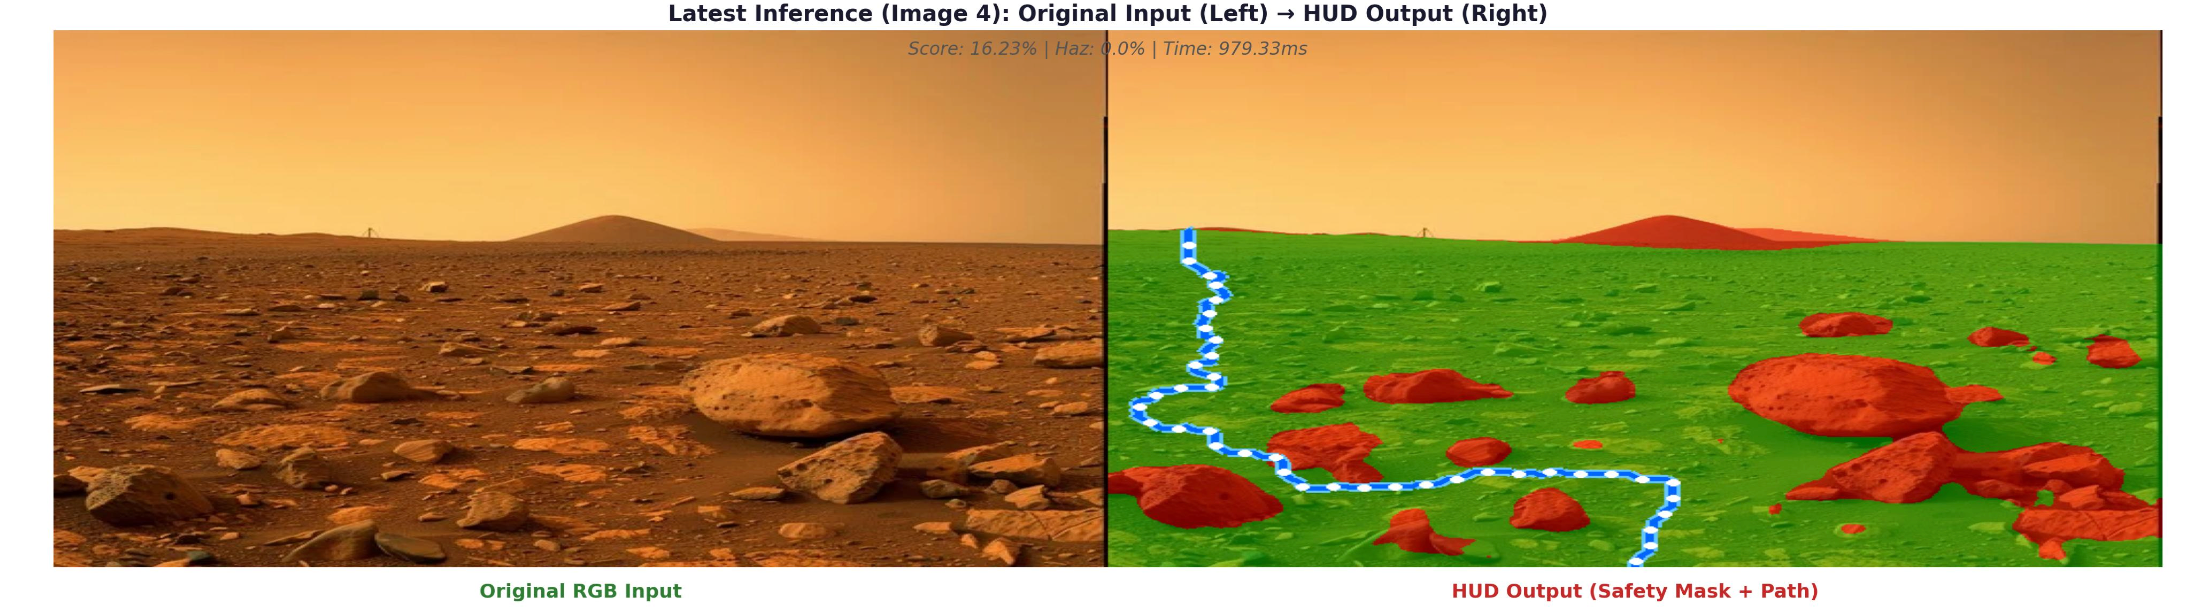 Latest Inference (Image 4): Original Input (Left) → HUD Output (Right)
Score: 16.23% | Haz: 0.0% | Time: 979.33ms
Original RGB Input
HUD Output (Safety Mask + Path)